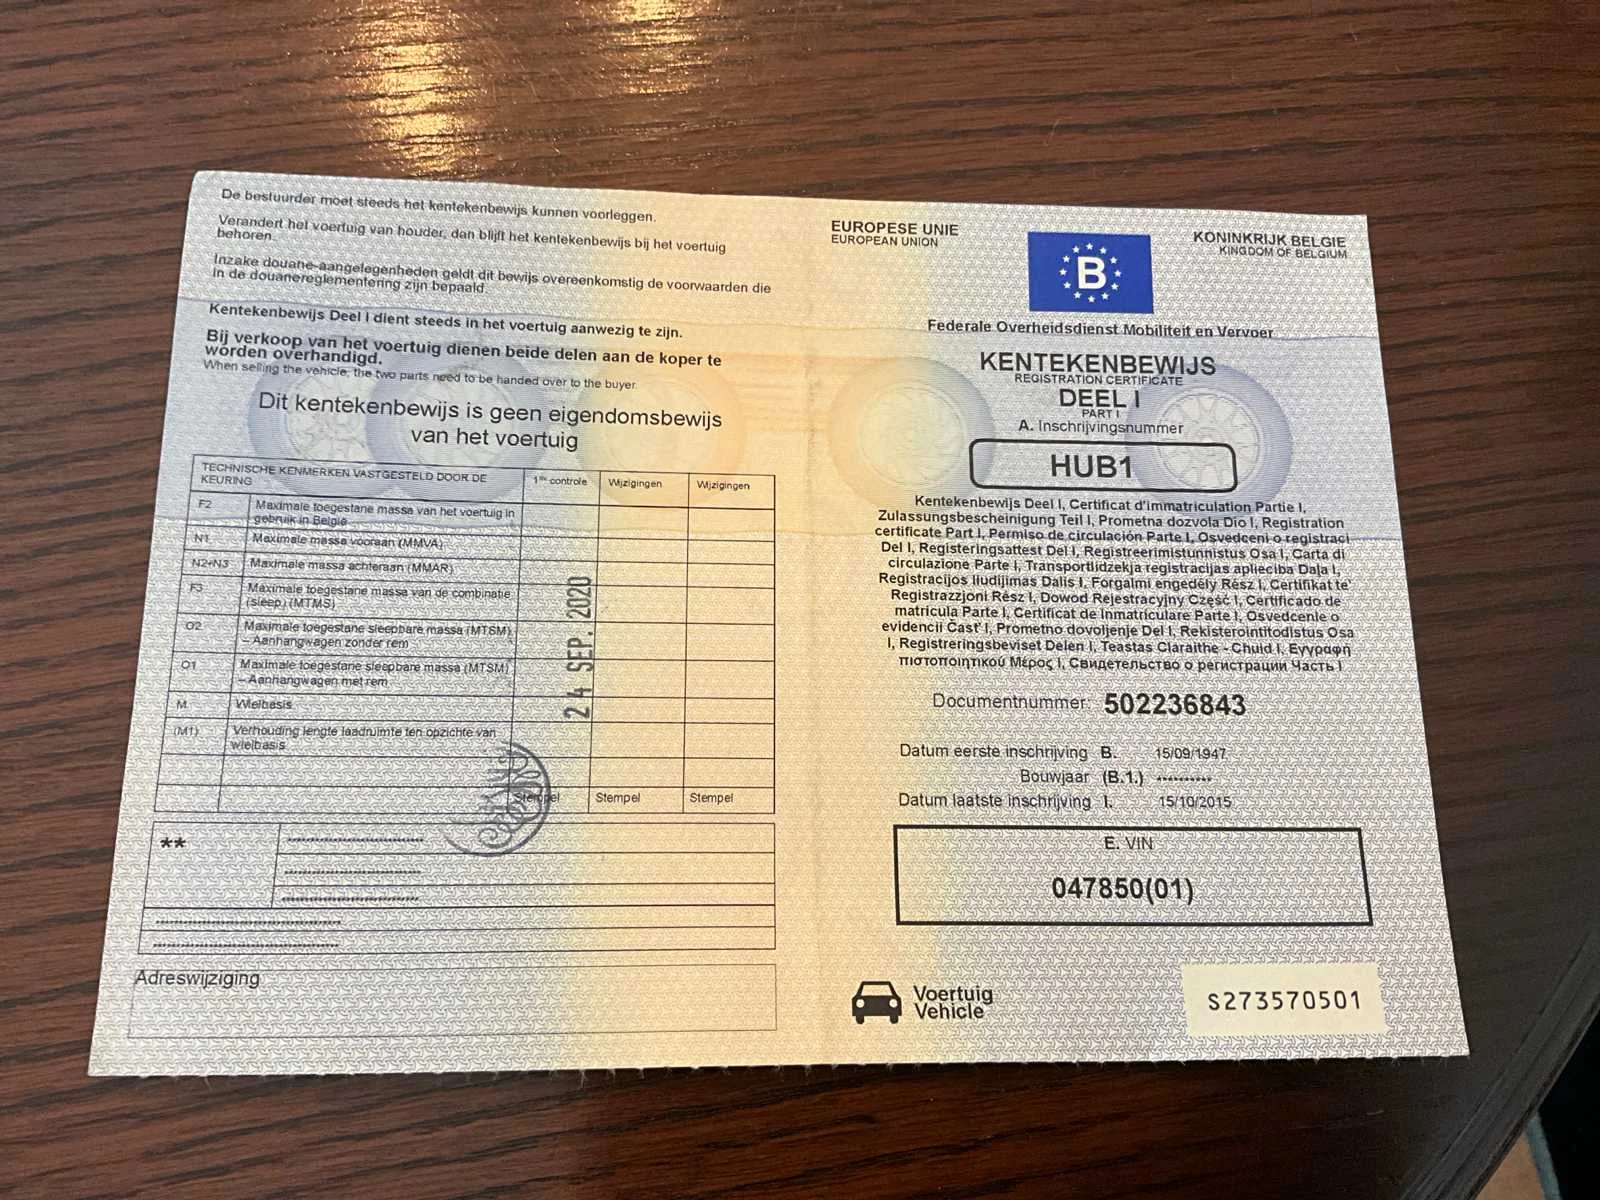 De bestuurder moet steeds het kentekenbewijs kunnen voorleggen.
Verandert het voertuig van houder, dan blijft het kentekenbewijs bij het voertuig
behoren.
Inzake douane-aangelegenheden geldt dit bewijs overeenkomstig de voorwaarden die
in de douanereglementering zijn bepaald.
Kentekenbewijs Deel I dient steeds in het voertuig aanwezig te zijn.
Bij verkoop van het voertuig dienen beide delen aan de koper te
worden overhandigd.
When selling the vehicle, the two parts need to be handed over to the buyer.
Dit kentekenbewijs is geen eigendomsbewijs
van het voertuig
TECHNISCHE KENMERKEN VASTGESTELD DOOR DE
KEURING
1ste controle
Wijzigingen
Wijzigingen
F2 Maximale toegestane massa van het voertuig in
gebruik in België
N1 Maximale massa vooraan (MMVA)
N2+N3 Maximale massa achteraan (MMAR)
F3 Maximale toegestane massa van de combinatie
(sleep) (MTMS)
O2 Maximale toegestane sleepbare massa (MTSM)
– Aanhangwagen zonder rem
O1 Maximale toegestane sleepbare massa (MTSM)
– Aanhangwagen met rem
M Wielbasis
(M1) Verhouding lengte laadruimte ten opzichte van
wielbasis
24 SEP. 2020
Stempel Stempel Stempel
**
Adreswijziging
EUROPESE UNIE
EUROPEAN UNION
B
KONINKRIJK BELGIE
KINGDOM OF BELGIUM
Federale Overheidsdienst Mobiliteit en Vervoer
KENTEKENBEWIJS
REGISTRATION CERTIFICATE
DEEL I
PART I
A. Inschrijvingsnummer
HUB1
Kentekenbewijs Deel I, Certificat d'immatriculation Partie I,
Zulassungsbescheinigung Teil I, Prometna dozvola Dio I, Registration
certificate Part I, Permiso de circulación Parte I, Osvedceni o registraci
Del I, Registeringsattest Del I, Registreerimistunnistus Osa I, Carta di
circolazione Parte I, Transportlidzekja registracijas aplieciba Daļa I,
Registracijos liudijimas Dalis I, Forgalmi engedély Rész I, Certifikat te'
Registrazzjoni Rész I, Dowod Rejestracyjny Część I, Certificado de
matricula Parte I, Certificat de Inmatriculare Parte I, Osvedcenie o
evidencii Cast' I, Prometno dovoljenje Del I, Rekisterointitodistus Osa
I, Registreringsbeviset Delen I, Teastas Claraithe - Chuid I, Εγγραφή
πιστοποιητικού Μέρος I, Свидетельство о регистрации Часть I
Documentnummer: 502236843
Datum eerste inschrijving B. 15/09/1947
Bouwjaar (B.1.) **********
Datum laatste inschrijving I. 15/10/2015
E. VIN
047850(01)
Voertuig
Vehicle
S273570501